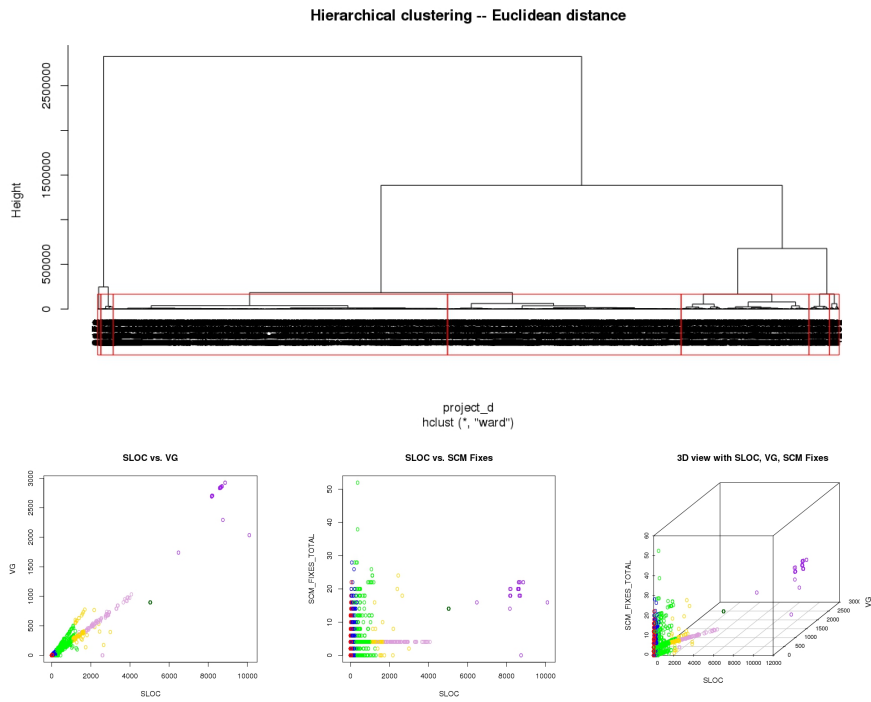 Hierarchical clustering -- Euclidean distance
Height
2500000
1500000
500000
0
project_d
hclust (*, "ward")
SLOC vs. VG
VG
3000
2500
2000
1500
1000
500
0
0 2000 4000 6000 8000 10000
SLOC
SLOC vs. SCM Fixes
SCM_FIXES_TOTAL
50
40
30
20
10
0
0 2000 4000 6000 8000 10000
SLOC
3D view with SLOC, VG, SCM Fixes
SCM_FIXES_TOTAL
60
50
40
30
20
10
0
0 2000 4000 6000 8000 10000 12000
SLOC
0
500
1000
1500
2000
2500
300
VG